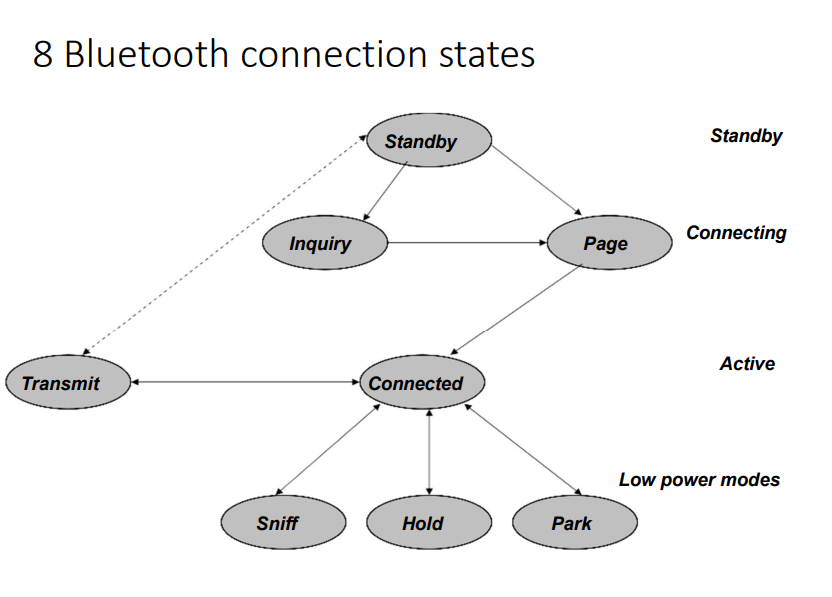 8 Bluetooth connection states
Standby
Standby
Inquiry
Page
Connecting
Transmit
Connected
Active
Low power modes
Sniff
Hold
Park